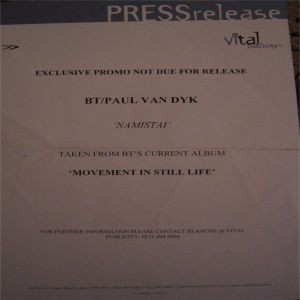 PRESSrelease
vital
publicity
>>
EXCLUSIVE PROMO NOT DUE FOR RELEASE
BT/PAUL VAN DYK
'NAMISTAI'
TAKEN FROM BT'S CURRENT ALBUM
'MOVEMENT IN STILL LIFE'
FOR FURTHER INFORMATION PLEASE CONTACT BLANCHE @ VITAL
PUBLICITY: